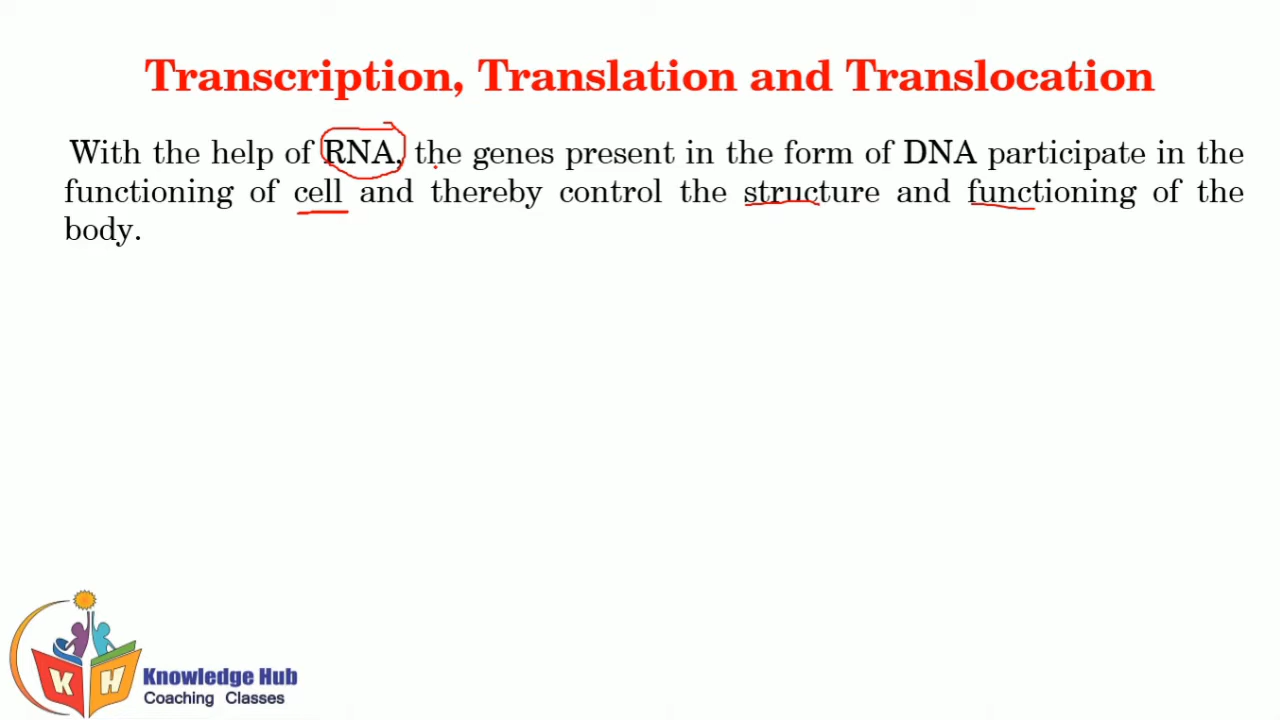 Transcription, Translation and Translocation
With the help of RNA, the genes present in the form of DNA participate in the
functioning of cell and thereby control the structure and functioning of the
body.
K H
Knowledge Hub
Coaching Classes